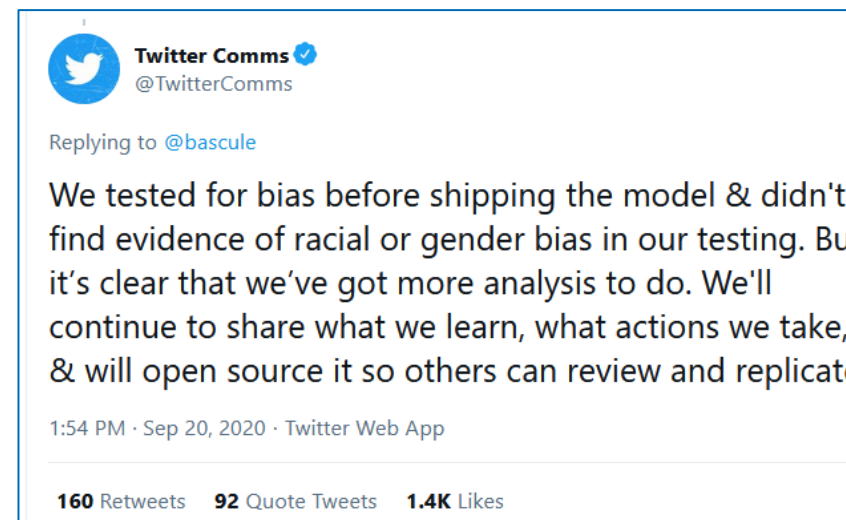 Twitter Comms
@TwitterComms
Replying to @bascule
We tested for bias before shipping the model & didn't
find evidence of racial or gender bias in our testing. Bu
it’s clear that we’ve got more analysis to do. We'll
continue to share what we learn, what actions we take,
& will open source it so others can review and replicate
1:54 PM · Sep 20, 2020 · Twitter Web App
160 Retweets 92 Quote Tweets 1.4K Likes